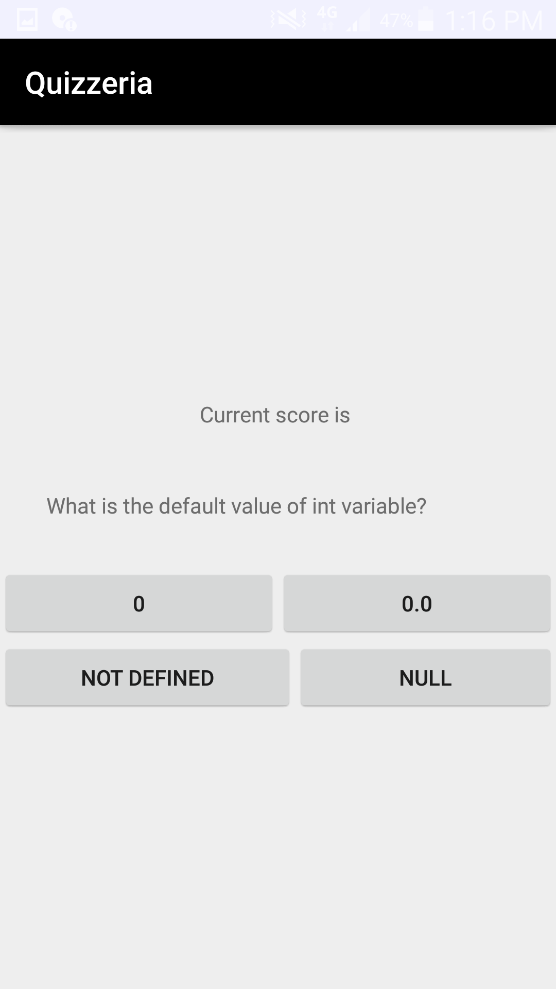 4G 47% 1:16 PM
Quizzeria
Current score is
What is the default value of int variable?
0 0.0
NOT DEFINED NULL